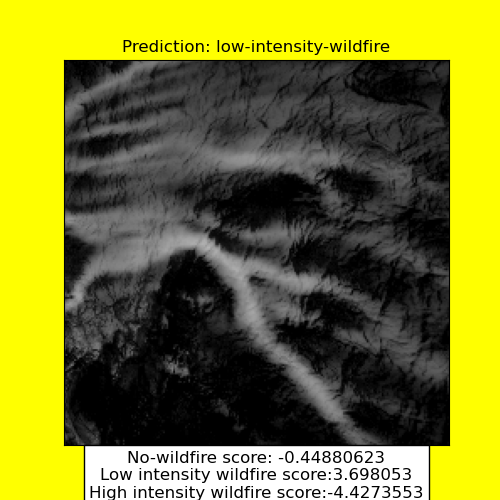 Prediction: low-intensity-wildfire
No-wildfire score: -0.44880623
Low intensity wildfire score:3.698053
High intensity wildfire score:-4.4273553